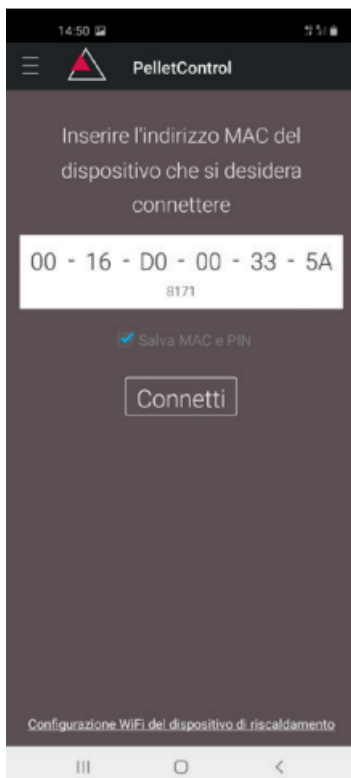 14:50
PelletControl
Inserire l'indirizzo MAC del
dispositivo che si desidera
connettere
00 - 16 - D0 - 00 - 33 - 5A
8171
Salva MAC e PIN
Connetti
Configurazione WiFi del dispositivo di riscaldamento